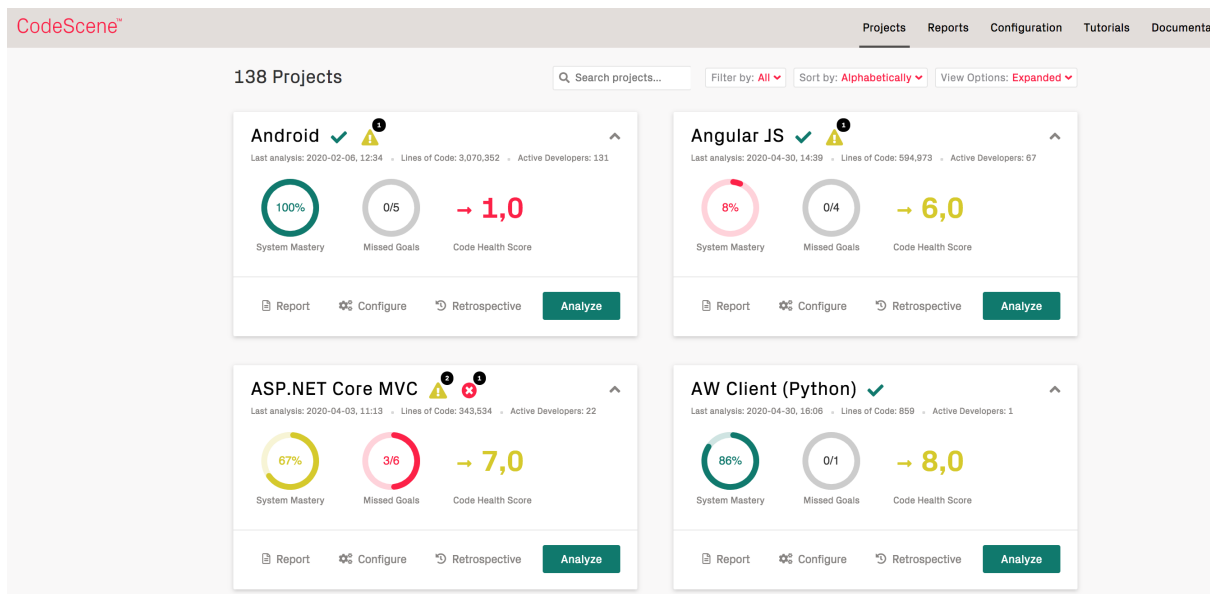 CodeScene™
Projects Reports Configuration Tutorials Documenta
138 Projects
Search projects... Filter by: All Sort by: Alphabetically View Options: Expanded
Android 1
Last analysis: 2020-02-06, 12:34 Lines of Code: 3,070,352 Active Developers: 131
100% 0/5 → 1,0
System Mastery Missed Goals Code Health Score
Report Configure Retrospective Analyze
Angular JS 1
Last analysis: 2020-04-30, 14:39 Lines of Code: 594,973 Active Developers: 67
8% 0/4 → 6,0
System Mastery Missed Goals Code Health Score
Report Configure Retrospective Analyze
ASP.NET Core MVC 2 1
Last analysis: 2020-04-03, 11:13 Lines of Code: 343,534 Active Developers: 22
67% 3/6 → 7,0
System Mastery Missed Goals Code Health Score
Report Configure Retrospective Analyze
AW Client (Python)
Last analysis: 2020-04-30, 16:06 Lines of Code: 859 Active Developers: 1
86% 0/1 → 8,0
System Mastery Missed Goals Code Health Score
Report Configure Retrospective Analyze